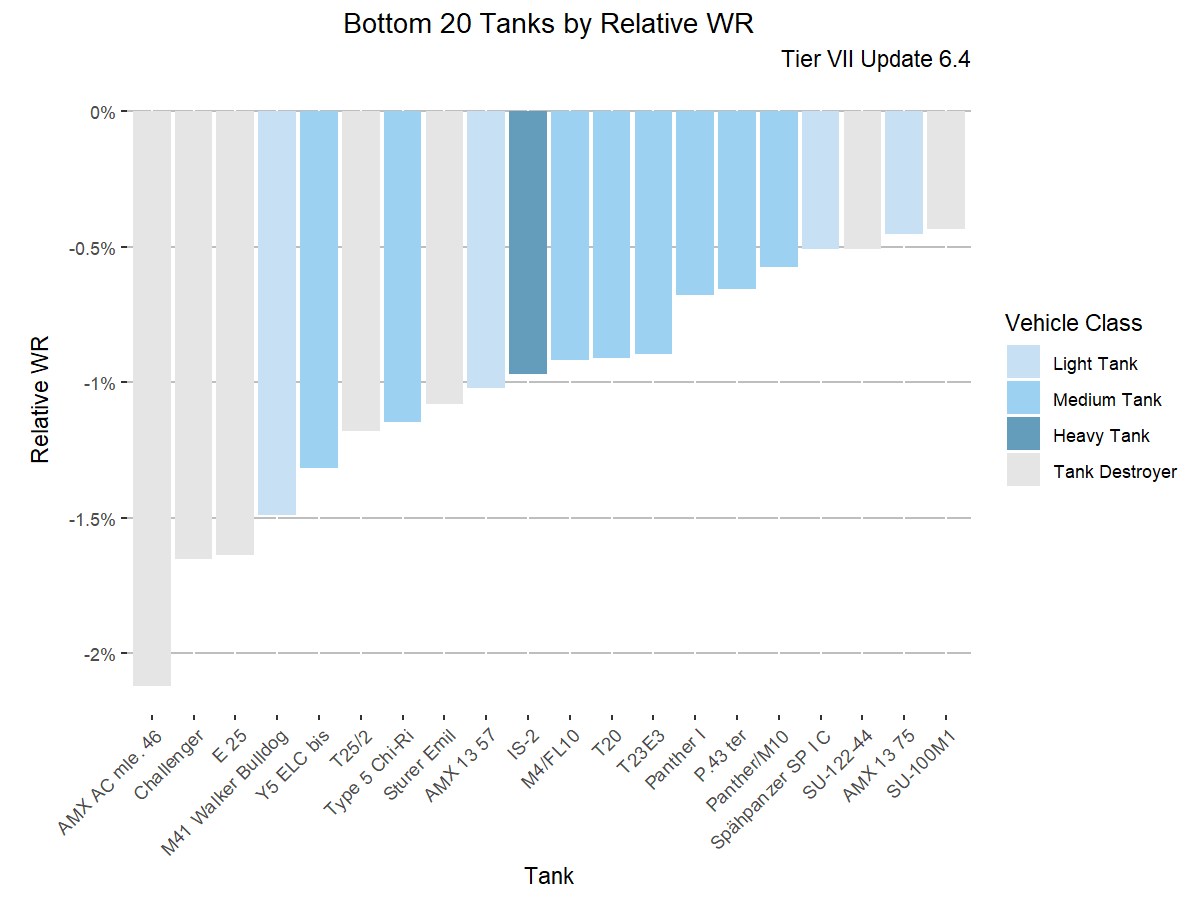 Bottom 20 Tanks by Relative WR
Tier VII Update 6.4
0%
-0.5%
-1%
-1.5%
-2%
Relative WR
AMX AC mle. 46
Challenger
E 25
M41 Walker Bulldog
Y5 ELC bis
T25/2
Type 5 Chi-Ri
Sturer Emil
AMX 13 57
IS-2
M4/FL10
T20
T23E3
Panther I
P.43 ter
Panther/M10
Spähpanzer SP I C
SU-122-44
AMX 13 75
SU-100M1
Tank
Vehicle Class
Light Tank
Medium Tank
Heavy Tank
Tank Destroyer